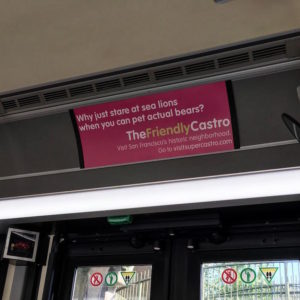 Why just stare at sea lions
when you can pet actual bears?
TheFriendlyCastro
Visit San Francisco's historic neighborhood.
Go to visitsupercastro.com